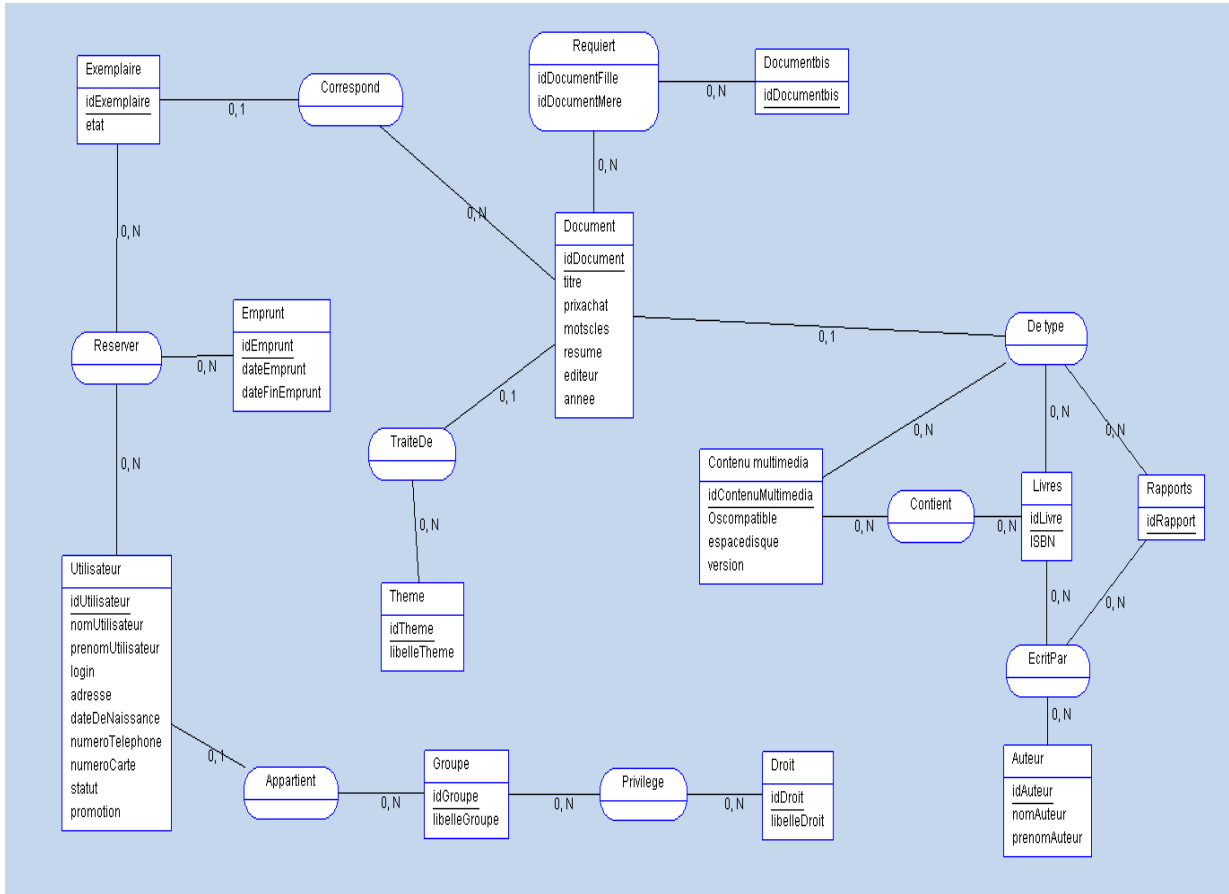 Exemplaire
idExemplaire
etat
0, 1
Correspond
0, N
Requiert
idDocumentFille
idDocumentMere
0, N
Documentbis
idDocumentbis
0, N
Document
idDocument
titre
prixachat
motscles
resume
editeur
annee
0, N
Reserver
0, N
Emprunt
idEmprunt
dateEmprunt
dateFinEmprunt
0, N
0, 1
De type
0, 1
TraiteDe
0, N
Theme
idTheme
libelleTheme
0, N
0, N
0, N
Contenu multimedia
idContenuMultimedia
Oscompatible
espacedisque
version
0, N
Contient
0, N
Livres
idLivre
ISBN
Rapports
idRapport
0, N
0, N
EcritPar
0, N
Auteur
idAuteur
nomAuteur
prenomAuteur
Utilisateur
idUtilisateur
nomUtilisateur
prenomUtilisateur
login
adresse
dateDeNaissance
numeroTelephone
numeroCarte
statut
promotion
0, 1
Appartient
0, N
Groupe
idGroupe
libelleGroupe
0, N
Privilege
0, N
Droit
idDroit
libelleDroit